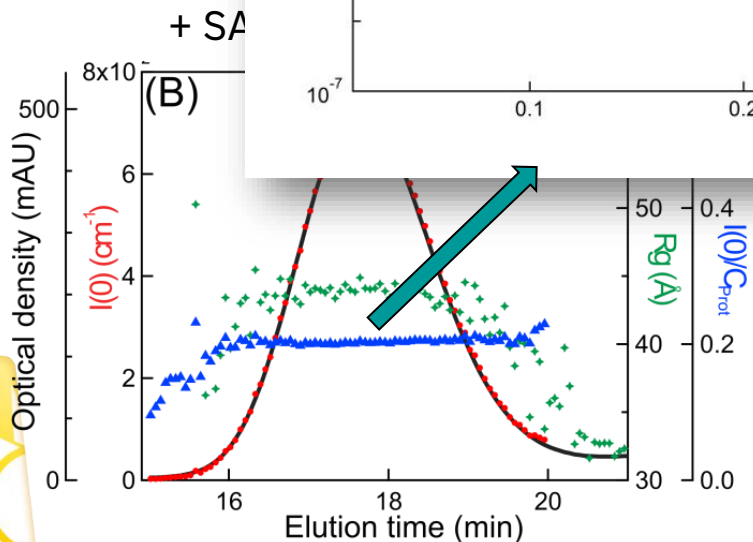 + SA
10-7
0.1
0.2
8x10-
(B)
500
0
Optical density (mAU)
I(0) (cm-1)
6
4
2
0
50
40
30
Rg (Å)
0.4
0.2
0.0
I(0)/CProt
16
18
20
Elution time (min)